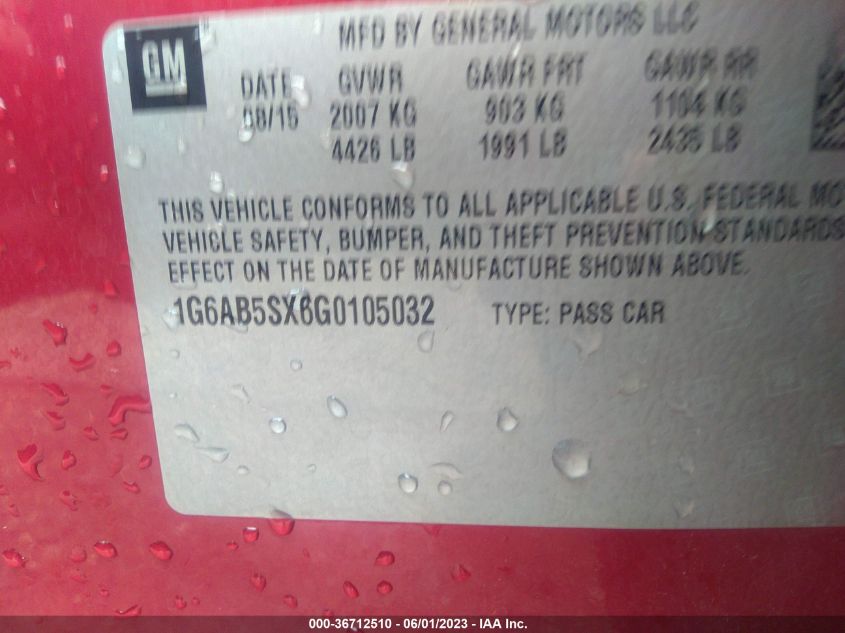 GM
MFD BY GENERAL MOTORS LLC
DATE GVWR GAWR FRT GAWR RR
08/15 2007 KG 903 KG 1104 KG
4426 LB 1991 LB 2435 LB
THIS VEHICLE CONFORMS TO ALL APPLICABLE U.S. FEDERAL MO
VEHICLE SAFETY, BUMPER, AND THEFT PREVENTION STANDARDS
EFFECT ON THE DATE OF MANUFACTURE SHOWN ABOVE.
1G6AB5SX6G0105032 TYPE: PASS CAR
000-36712510 - 06/01/2023 - IAA Inc.